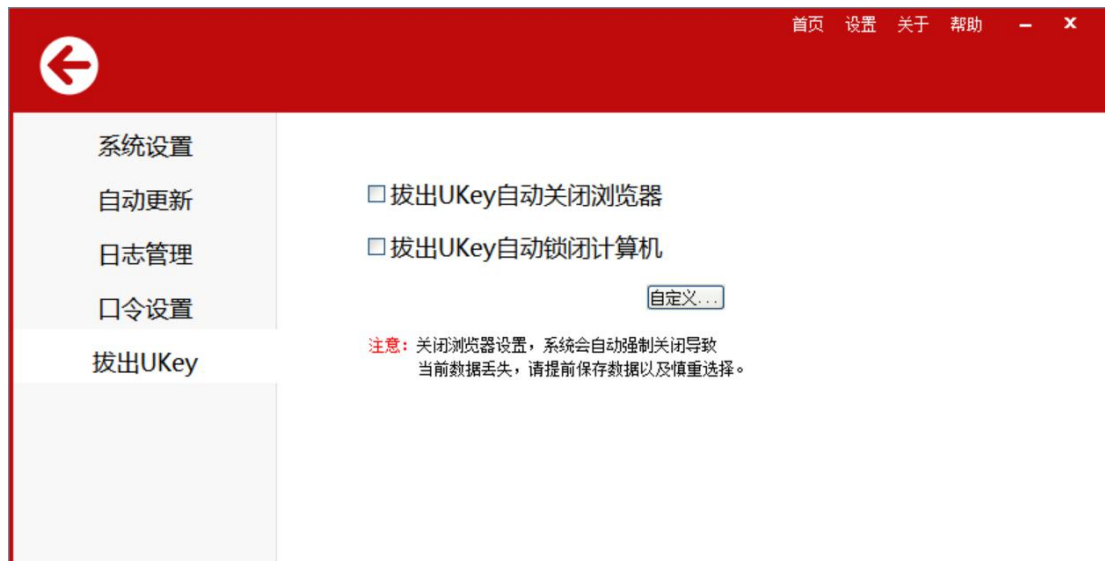 首页 设置 关于 帮助
系统设置
自动更新
日志管理
口令设置
拔出UKey
拔出UKey自动关闭浏览器
拔出UKey自动锁闭计算机
自定义...
注意：关闭浏览器设置，系统会自动强制关闭导致
当前数据丢失，请提前保存数据以及慎重选择。